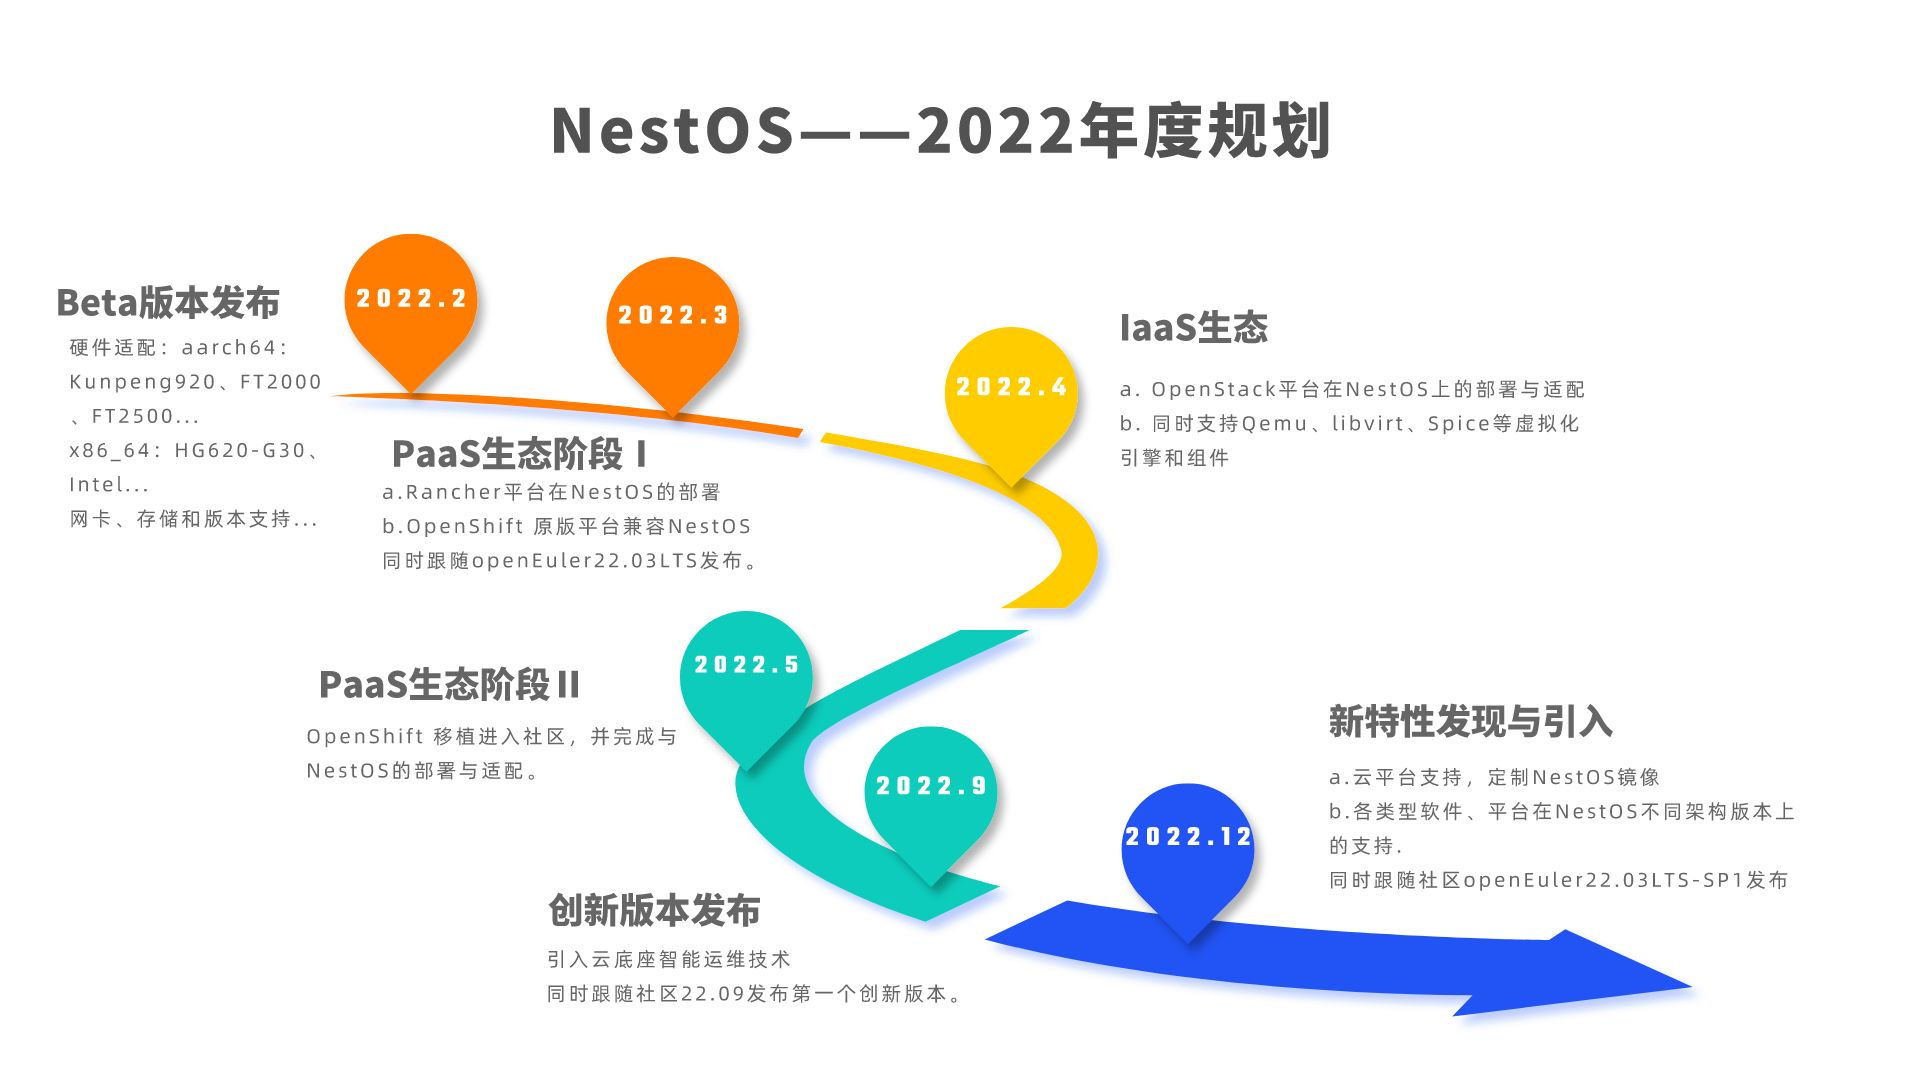 NestOS——2022年度规划
2022.2
Beta版本发布
硬件适配：aarch64：
Kunpeng920、FT2000
、FT2500...
x86_64：HG620-G30、
Intel...
网卡、存储和版本支持...
2022.3
PaaS生态阶段Ⅰ
a.Rancher平台在NestOS的部署
b.OpenShift 原版平台兼容NestOS
同时跟随openEuler22.03LTS发布。
2022.4
IaaS生态
a. OpenStack平台在NestOS上的部署与适配
b. 同时支持Qemu、libvirt、Spice等虚拟化
引擎和组件
2022.5
PaaS生态阶段Ⅱ
OpenShift 移植进入社区，并完成与
NestOS的部署与适配。
2022.9
创新版本发布
引入云底座智能运维技术
同时跟随社区22.09发布第一个创新版本。
2022.12
新特性发现与引入
a.云平台支持，定制NestOS镜像
b.各类型软件、平台在NestOS不同架构版本上
的支持.
同时跟随社区openEuler22.03LTS-SP1发布